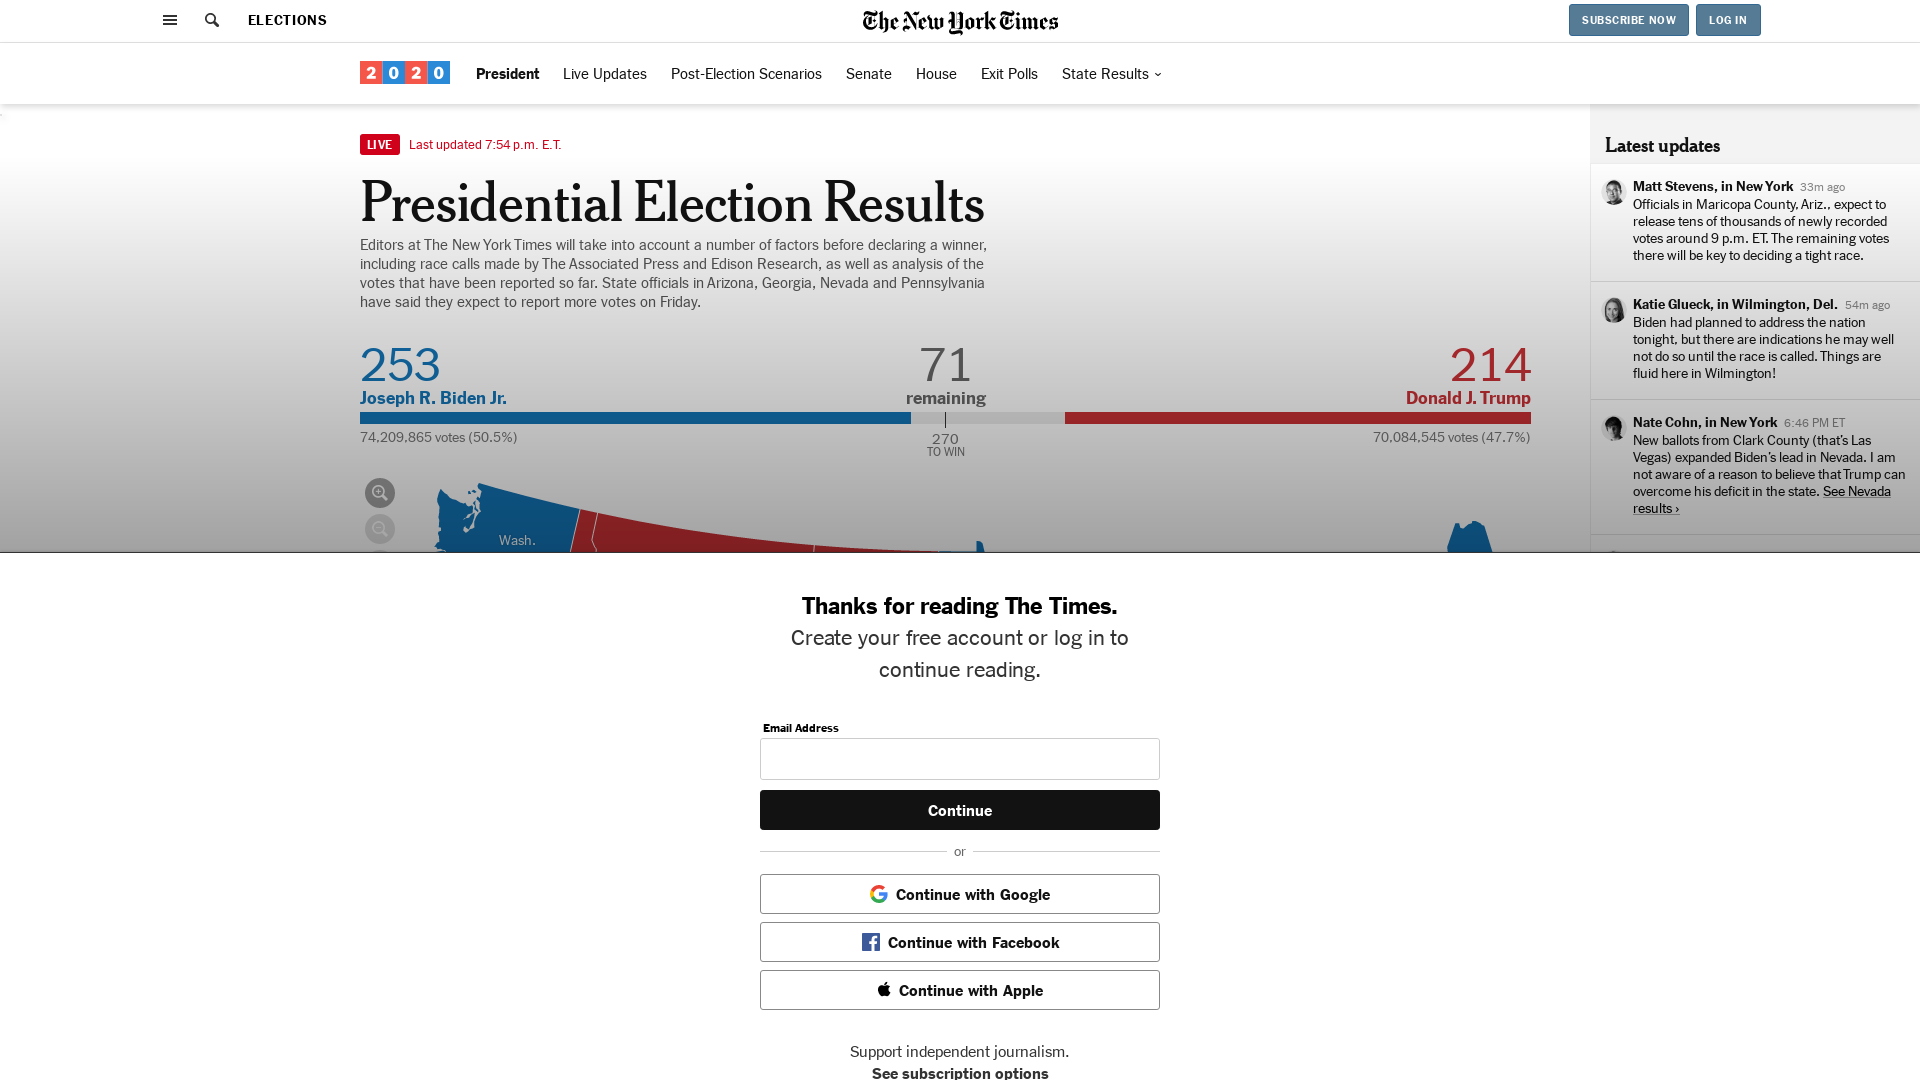 ELECTIONS
The New York Times
SUBSCRIBE NOW
LOG IN
2020
President
Live Updates
Post-Election Scenarios
Senate
House
Exit Polls
State Results
LIVE
Last updated 7:54 p.m. E.T.
Presidential Election Results
Editors at The New York Times will take into account a number of factors before declaring a winner,
including race calls made by The Associated Press and Edison Research, as well as analysis of the
votes that have been reported so far. State officials in Arizona, Georgia, Nevada and Pennsylvania
have said they expect to report more votes on Friday.
253
Joseph R. Biden Jr.
74,209,865 votes (50.5%)
71
remaining
270
TO WIN
214
Donald J. Trump
70,084,545 votes (47.7%)
Wash.
Latest updates
Matt Stevens, in New York 33m ago
Officials in Maricopa County, Ariz., expect to
release tens of thousands of newly recorded
votes around 9 p.m. ET. The remaining votes
there will be key to deciding a tight race.
Katie Glueck, in Wilmington, Del. 54m ago
Biden had planned to address the nation
tonight, but there are indications he may well
not do so until the race is called. Things are
fluid here in Wilmington!
Nate Cohn, in New York 6:46 PM ET
New ballots from Clark County (that’s Las
Vegas) expanded Biden’s lead in Nevada. I am
not aware of a reason to believe that Trump can
overcome his deficit in the state. See Nevada
results ›
Thanks for reading The Times.
Create your free account or log in to
continue reading.
Email Address
Continue
or
Continue with Google
Continue with Facebook
Continue with Apple
Support independent journalism.
See subscription options